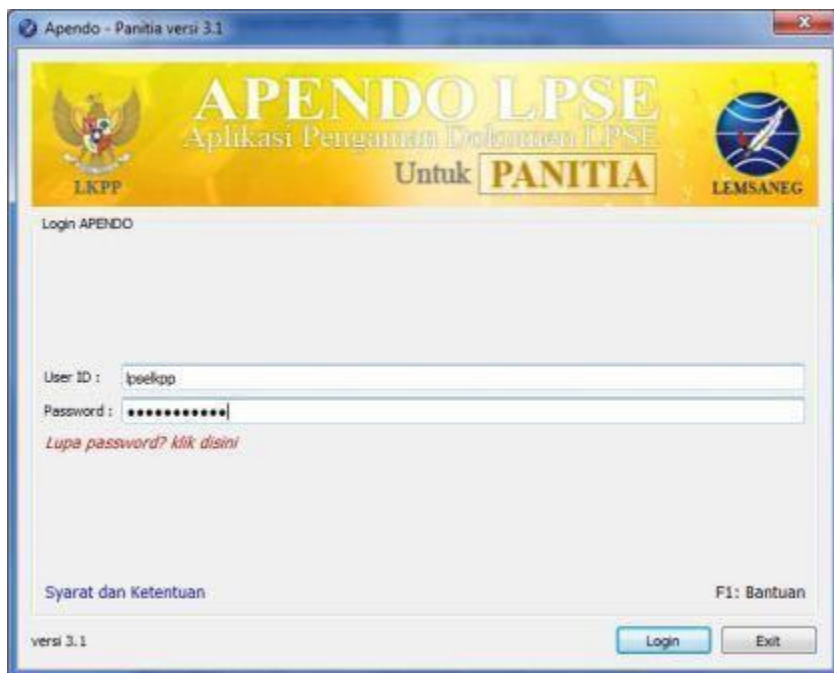 Apendo - Panitia versi 3.1
APENDO LPSE
Aplikasi Pengaman Dokumen LPSE
Untuk PANITIA
LKPP
LEMSANEG
Login APENDO
User ID : lpselkpp
Password : ●●●●●●●●●●●
Lupa password? klik disini
Syarat dan Ketentuan
F1: Bantuan
versi 3.1
Login
Exit